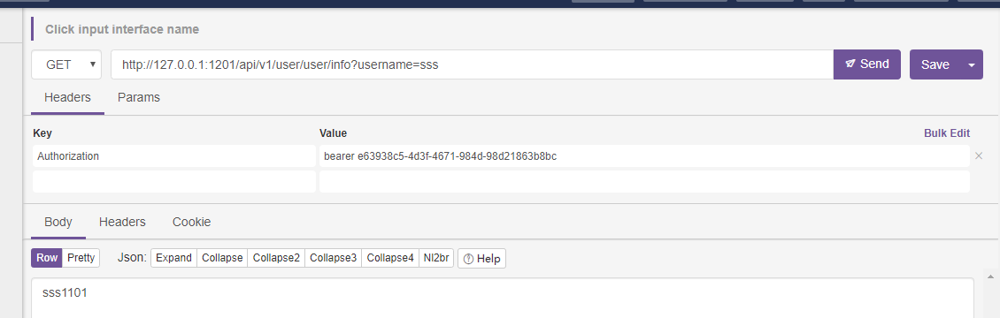 Click input interface name
GET http://127.0.0.1:1201/api/v1/user/user/info?username=sss Send Save
Headers Params
Key Value Bulk Edit
Authorization bearer e63938c5-4d3f-4671-984d-98d21863b8bc ×
Body Headers Cookie
Row Pretty Json: Expand Collapse Collapse2 Collapse3 Collapse4 Nl2br Help
sss1101